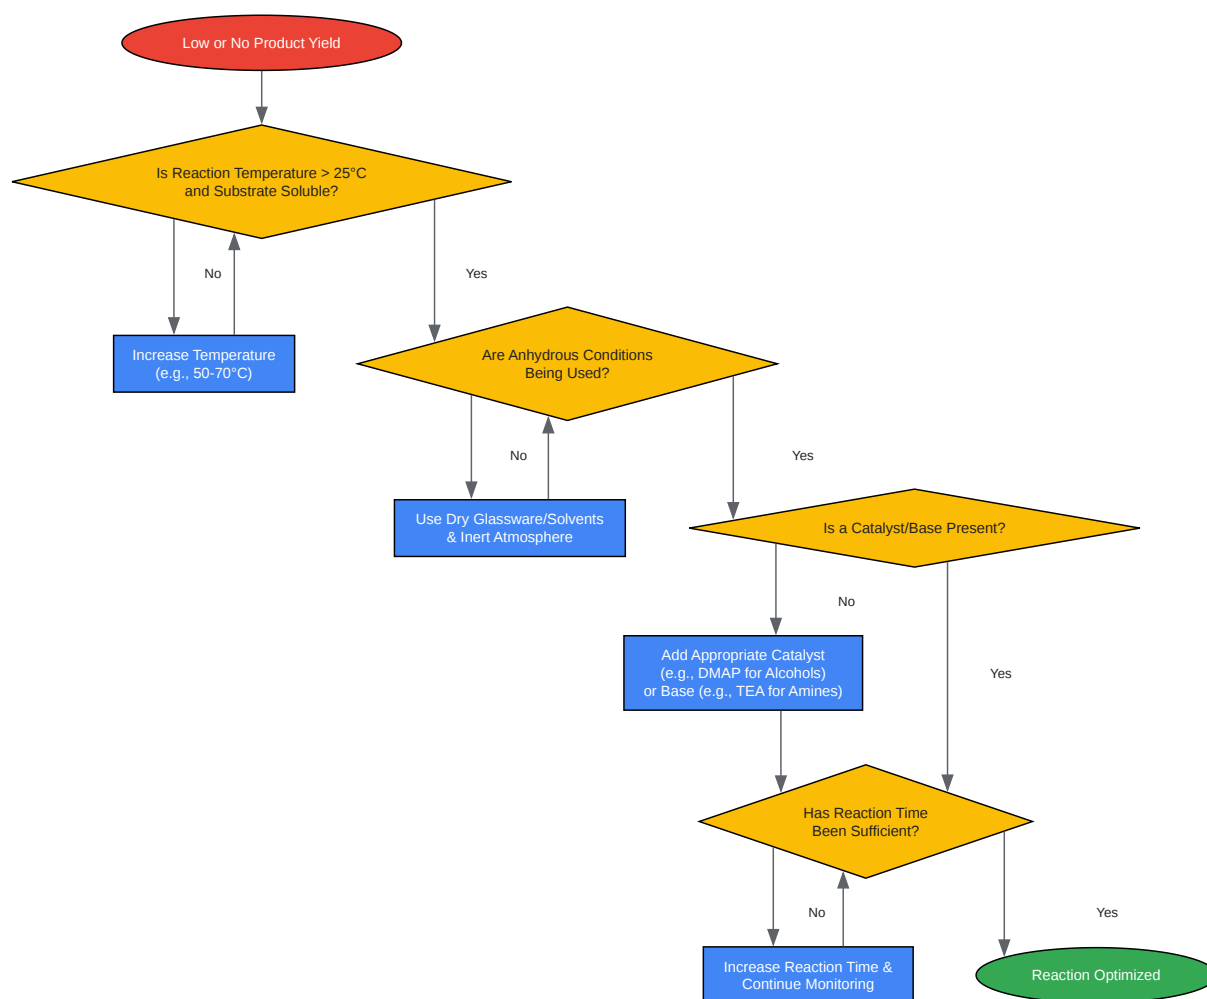 Low or No Product Yield
Is Reaction Temperature > 25°C
and Substrate Soluble?
No
Yes
Increase Temperature
(e.g., 50-70°C)
Are Anhydrous Conditions
Being Used?
No
Yes
Use Dry Glassware/Solvents
& Inert Atmosphere
Is a Catalyst/Base Present?
No
Yes
Add Appropriate Catalyst
(e.g., DMAP for Alcohols)
or Base (e.g., TEA for Amines)
Has Reaction Time
Been Sufficient?
No
Yes
Increase Reaction Time &
Continue Monitoring
Reaction Optimized